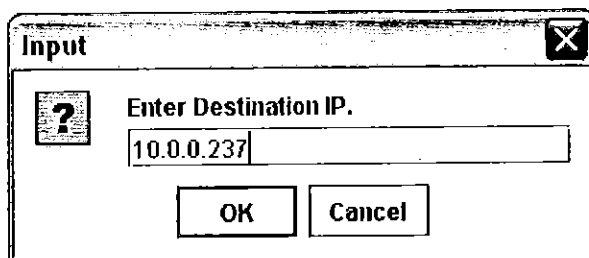 Input
?
Enter Destination IP.
10.0.0.237
OK
Cancel